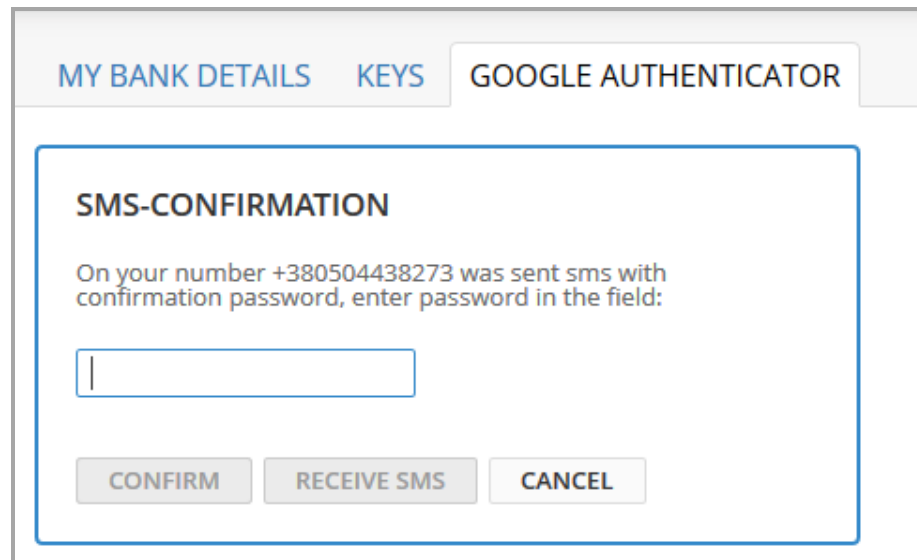 MY BANK DETAILS KEYS GOOGLE AUTHENTICATOR
SMS-CONFIRMATION
On your number +380504438273 was sent sms with
confirmation password, enter password in the field:
CONFIRM RECEIVE SMS CANCEL